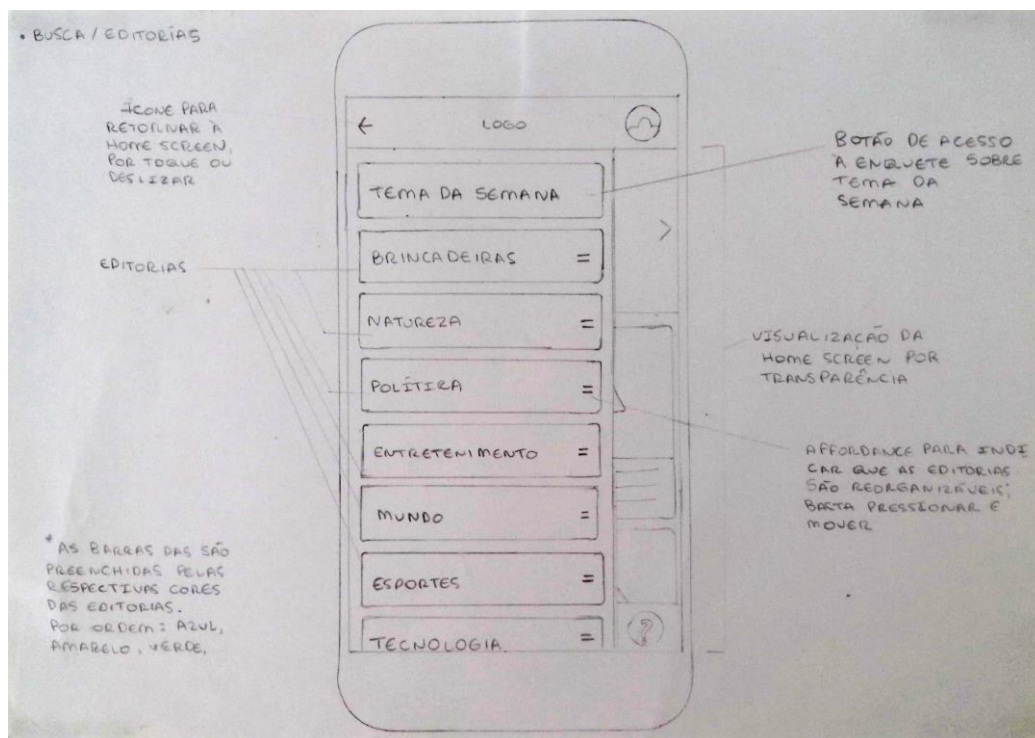 • BUSCA / EDITORIAS
ÍCONE PARA
RETORNAR À
HOME SCREEN,
POR TOQUE OU
DESLIZAR
EDITORIAS
* AS BARRAS DAS SÃO
PREENCHIDAS PELAS
RESPECTIVAS CORES
DAS EDITORIAS.
POR ORDEM: AZUL,
AMARELO, VERDE,
← LOGO
TEMA DA SEMANA
>
BRINCADEIRAS =
NATUREZA =
POLÍTICA =
ENTRETENIMENTO =
MUNDO =
ESPORTES =
TECNOLOGIA =
?
BOTÃO DE ACESSO
À ENQUETE SOBRE
TEMA DA
SEMANA
VISUALIZAÇÃO DA
HOME SCREEN POR
TRANSPARÊNCIA
AFFORDANCE PARA INDI
CAR QUE AS EDITORIAS
SÃO REORGANIZÁVEIS;
BASTA PRESSIONAR E
MOVER